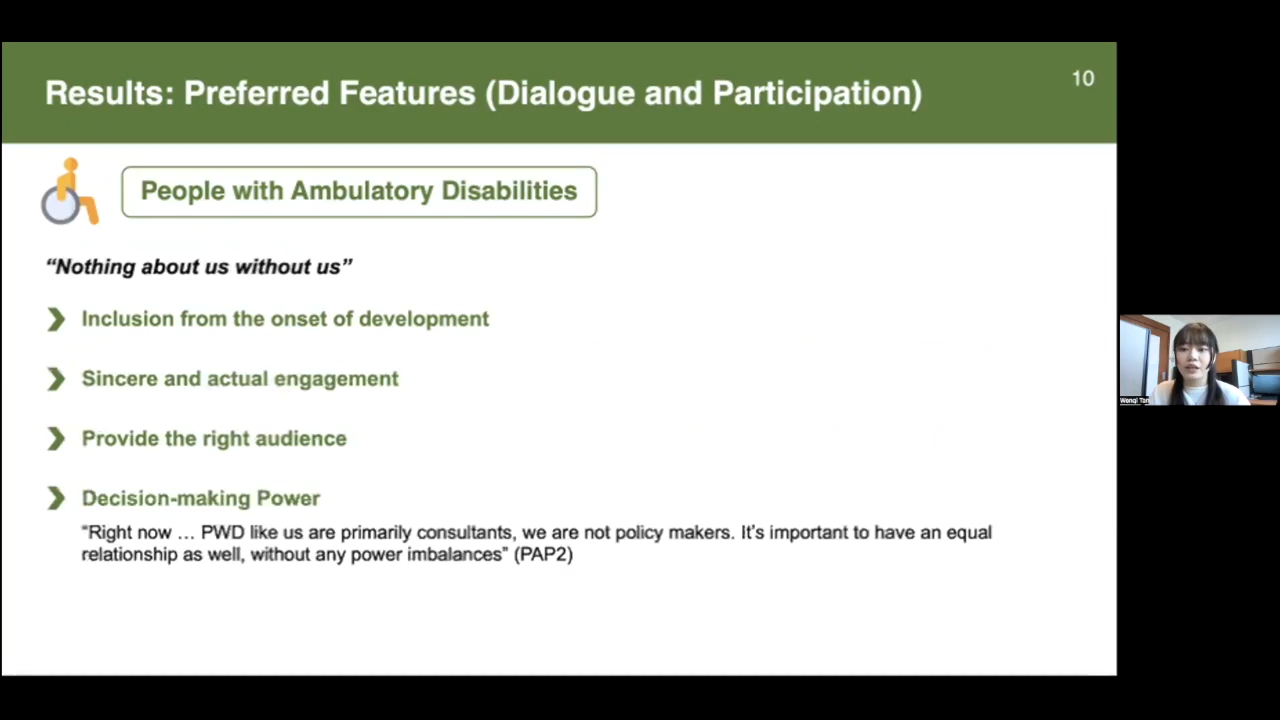 Results: Preferred Features (Dialogue and Participation)
10
People with Ambulatory Disabilities
“Nothing about us without us”
Inclusion from the onset of development
Sincere and actual engagement
Provide the right audience
Decision-making Power
“Right now … PWD like us are primarily consultants, we are not policy makers. It’s important to have an equal
relationship as well, without any power imbalances” (PAP2)
Wenqi Tan